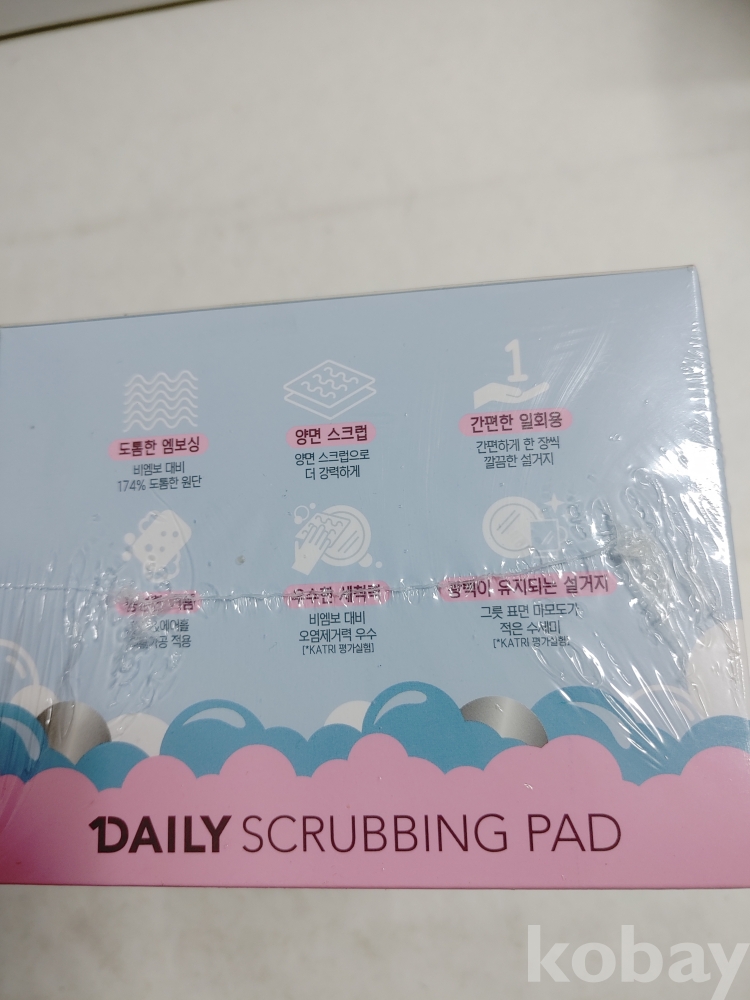 1
도톰한 엠보싱
양면 스크럽
간편한 일회용
비엠보 대비
174% 도톰한 원단
양면 스크럽으로
더 강력하게
간편하게 한 장씩
깔끔한 설거지
우수한 세척력
광택이 유지되는 설거지
적용
비엠보 대비
오염제거력 우수
[*KATRI 평가실험]
그릇 표면 마모도가
적은 수세미
[*KATRI 평가실험]
1DAILY SCRUBBING PAD
kobay